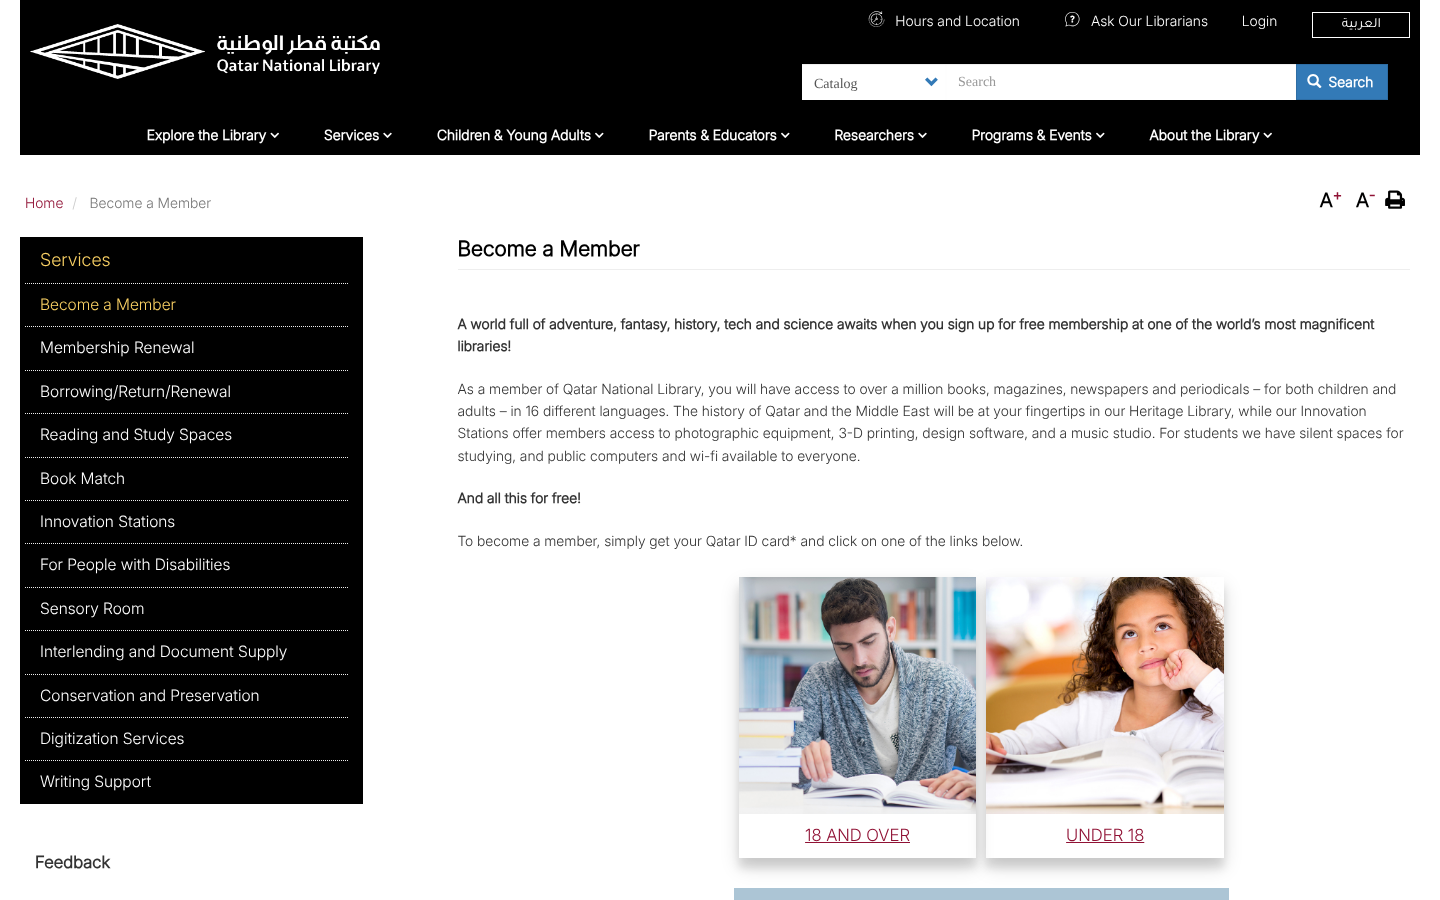 Hours and Location
Ask Our Librarians
Login
العربية
مكتبة قطر الوطنية
Qatar National Library
Catalog
Search
Search
Explore the Library
Services
Children & Young Adults
Parents & Educators
Researchers
Programs & Events
About the Library
Home / Become a Member
A+ A-
Services
Become a Member
Membership Renewal
Borrowing/Return/Renewal
Reading and Study Spaces
Book Match
Innovation Stations
For People with Disabilities
Sensory Room
Interlending and Document Supply
Conservation and Preservation
Digitization Services
Writing Support
Feedback
Become a Member
A world full of adventure, fantasy, history, tech and science awaits when you sign up for free membership at one of the world's most magnificent
libraries!
As a member of Qatar National Library, you will have access to over a million books, magazines, newspapers and periodicals – for both children and
adults – in 16 different languages. The history of Qatar and the Middle East will be at your fingertips in our Heritage Library, while our Innovation
Stations offer members access to photographic equipment, 3-D printing, design software, and a music studio. For students we have silent spaces for
studying, and public computers and wi-fi available to everyone.
And all this for free!
To become a member, simply get your Qatar ID card* and click on one of the links below.
18 AND OVER
UNDER 18